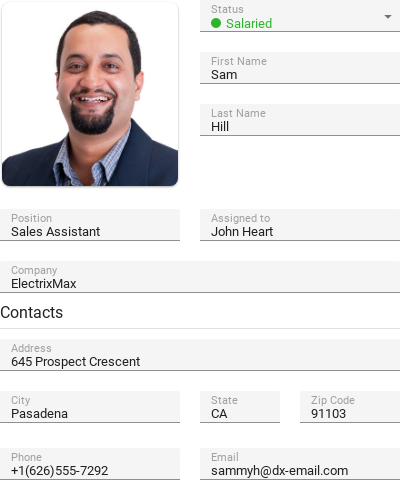 Status
Salaried
First Name
Sam
Last Name
Hill
Position
Sales Assistant
Assigned to
John Heart
Company
ElectrixMax
Contacts
Address
645 Prospect Crescent
City
Pasadena
State
CA
Zip Code
91103
Phone
+1(626)555-7292
Email
sammyh@dx-email.com